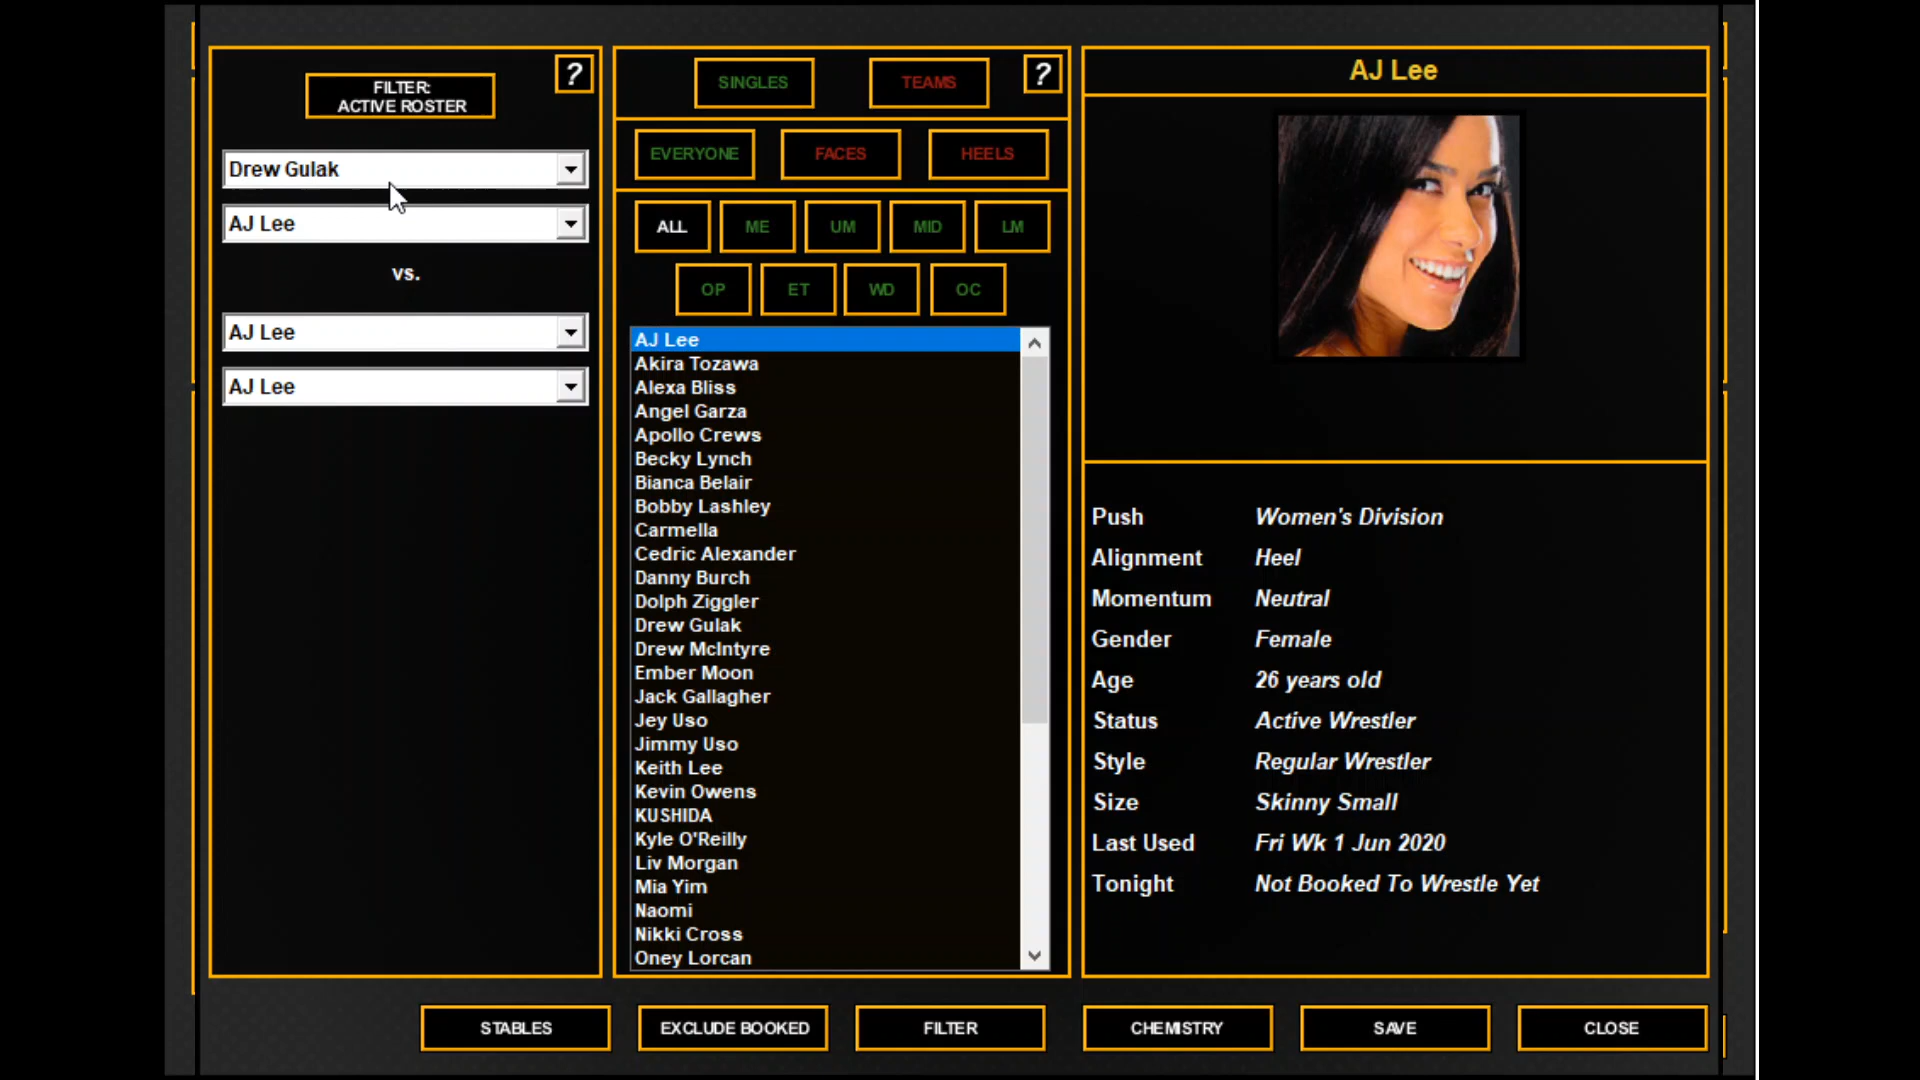 FILTER:
ACTIVE ROSTER
?
Drew Gulak
AJ Lee
vs.
AJ Lee
AJ Lee
SINGLES
TEAMS
?
EVERYONE
FACES
HEELS
ALL
ME
UM
MID
LM
OP
ET
WD
OC
AJ Lee
Akira Tozawa
Alexa Bliss
Angel Garza
Apollo Crews
Becky Lynch
Bianca Belair
Bobby Lashley
Carmella
Cedric Alexander
Danny Burch
Dolph Ziggler
Drew Gulak
Drew McIntyre
Ember Moon
Jack Gallagher
Jey Uso
Jimmy Uso
Keith Lee
Kevin Owens
KUSHIDA
Kyle O'Reilly
Liv Morgan
Mia Yim
Naomi
Nikki Cross
Oney Lorcan
AJ Lee
Push Women's Division
Alignment Heel
Momentum Neutral
Gender Female
Age 26 years old
Status Active Wrestler
Style Regular Wrestler
Size Skinny Small
Last Used Fri Wk 1 Jun 2020
Tonight Not Booked To Wrestle Yet
STABLES
EXCLUDE BOOKED
FILTER
CHEMISTRY
SAVE
CLOSE